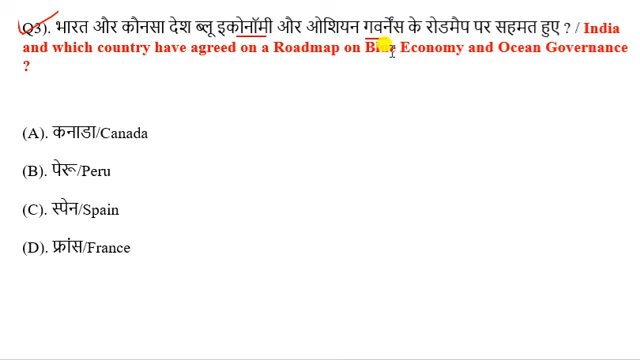 Q3). भारत और कौनसा देश ब्लू इकोनॉमी और ओशियन गवर्नेंस के रोडमैप पर सहमत हुए ? / India
and which country have agreed on a Roadmap on Blue Economy and Ocean Governance
?
(A). कनाडा/Canada
(B). पेरू/Peru
(C). स्पेन/Spain
(D). फ्रांस/France